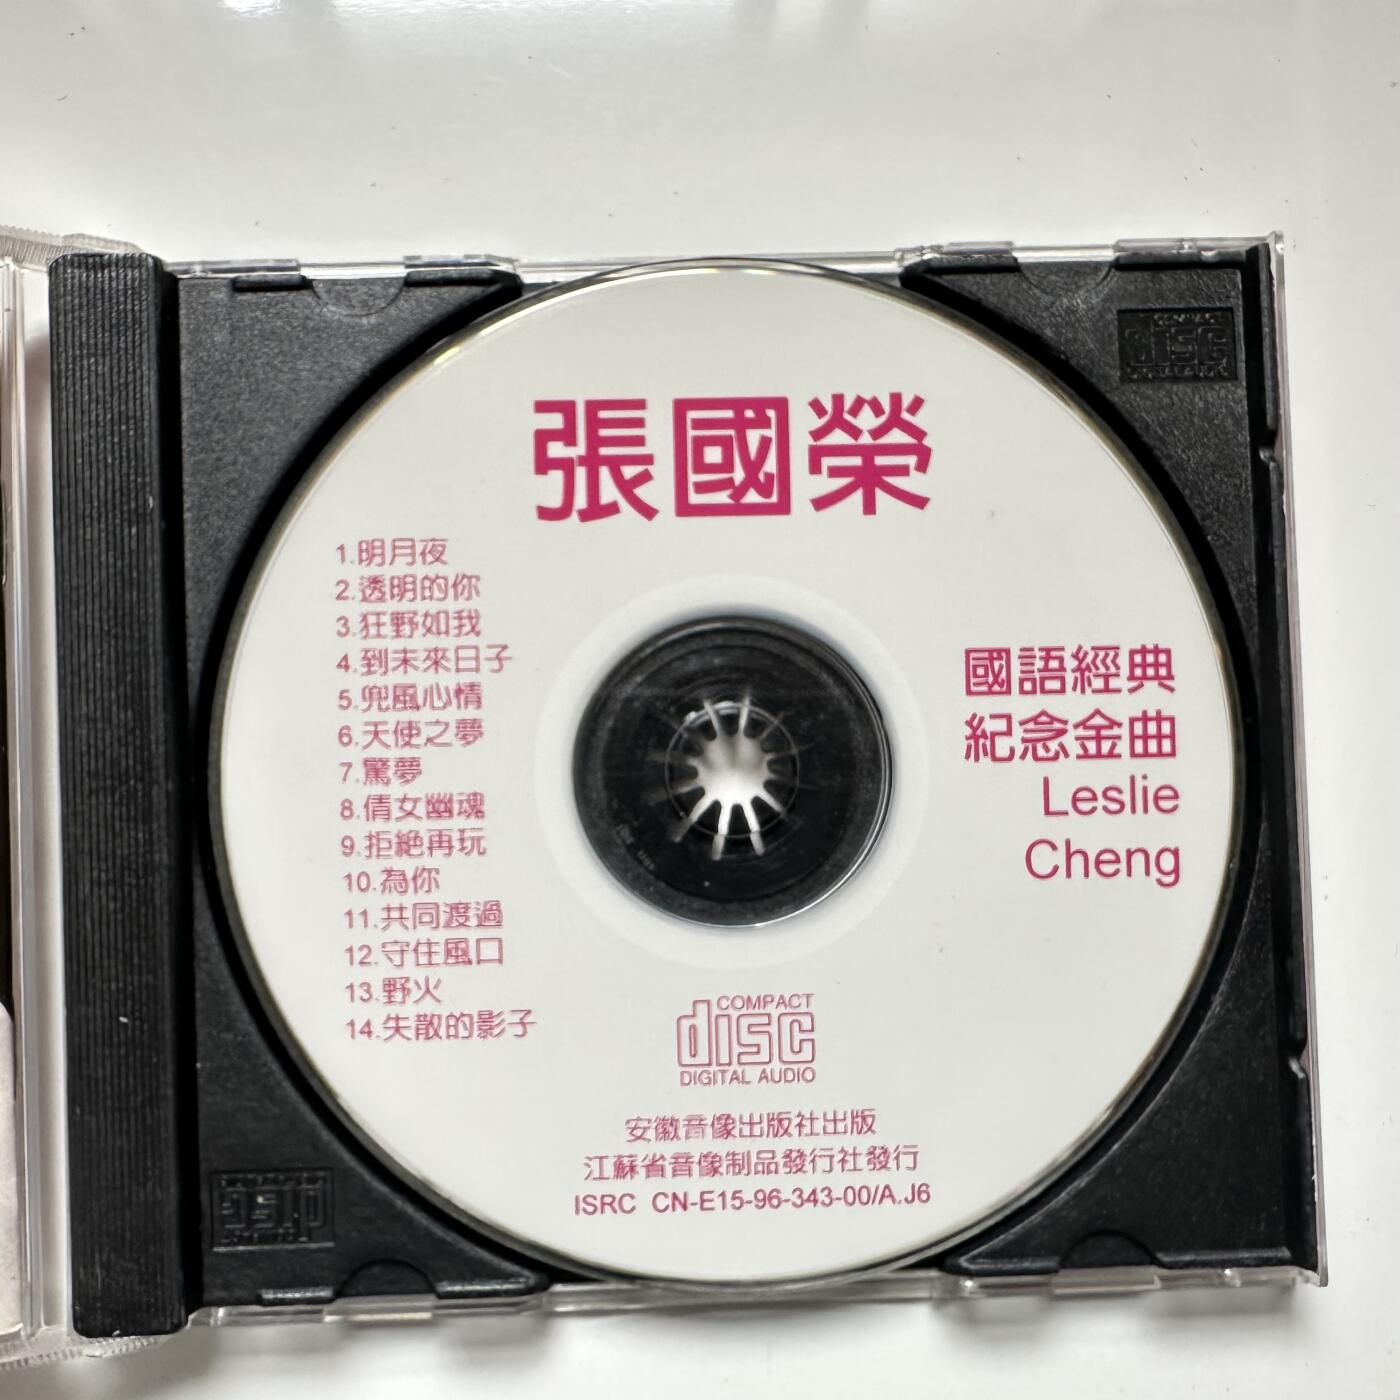 張國榮
1.明月夜
2.透明的你
3.狂野如我
4.到未來日子
5.兜風心情
6.天使之夢
7.驚夢
8.倩女幽魂
9.拒絕再玩
10.為你
11.共同渡過
12.守住風口
13.野火
14.失散的影子
國語經典
紀念金曲
Leslie
Cheng
COMPACT
disc
DIGITAL AUDIO
安徽音像出版社出版
江蘇省音像制品發行社發行
ISRC CN-E15-96-343-00/A.J6
disc